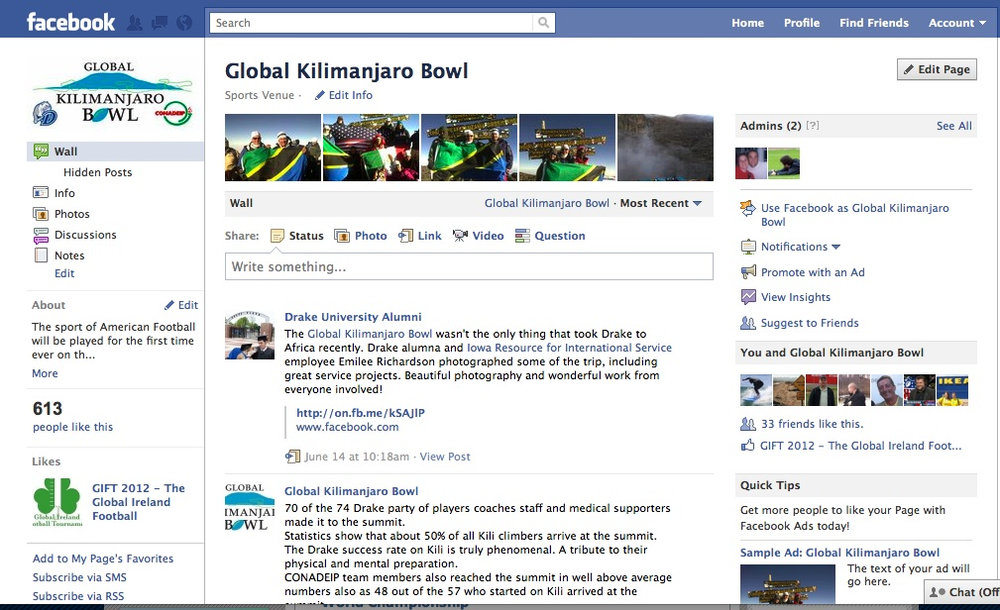 facebook
Search
Home Profile Find Friends Account
GLOBAL
KILIMANJARO
BOWL
CONADEIP
Wall
Hidden Posts
Info
Photos
Discussions
Notes
Edit
About
Edit
The sport of American Football
will be played for the first time
ever on th...
More
613
people like this
Likes
Global Ireland
GIFT 2012 - The
Global Ireland
Football
Add to My Page's Favorites
Subscribe via SMS
Subscribe via RSS
Global Kilimanjaro Bowl
Sports Venue · Edit Info
Wall
Global Kilimanjaro Bowl · Most Recent
Share: Status Photo Link Video Question
Write something...
Drake University Alumni
The Global Kilimanjaro Bowl wasn't the only thing that took Drake to
Africa recently. Drake alumna and Iowa Resource for International Service
employee Emilee Richardson photographed some of the trip, including
great service projects. Beautiful photography and wonderful work from
everyone involved!
http://on.fb.me/kSAJlP
www.facebook.com
June 14 at 10:18am · View Post
GLOBAL
IMANJAI
BOWL
Global Kilimanjaro Bowl
70 of the 74 Drake party of players coaches staff and medical supporters
made it to the summit.
Statistics show that about 50% of all Kili climbers arrive at the summit.
The Drake success rate on Kili is truly phenomenal. A tribute to their
physical and mental preparation.
CONADEIP team members also reached the summit in well above average
numbers also as 48 out of the 57 who started on Kili arrived at the
Edit Page
Admins (2) [?]
See All
Use Facebook as Global Kilimanjaro
Bowl
Notifications
Promote with an Ad
View Insights
Suggest to Friends
You and Global Kilimanjaro Bowl
IKEA
33 friends like this.
GIFT 2012 - The Global Ireland Foot...
Quick Tips
Get more people to like your Page with
Facebook Ads today!
Sample Ad: Global Kilimanjaro Bowl
The text of your ad will
go here.
Chat (Off